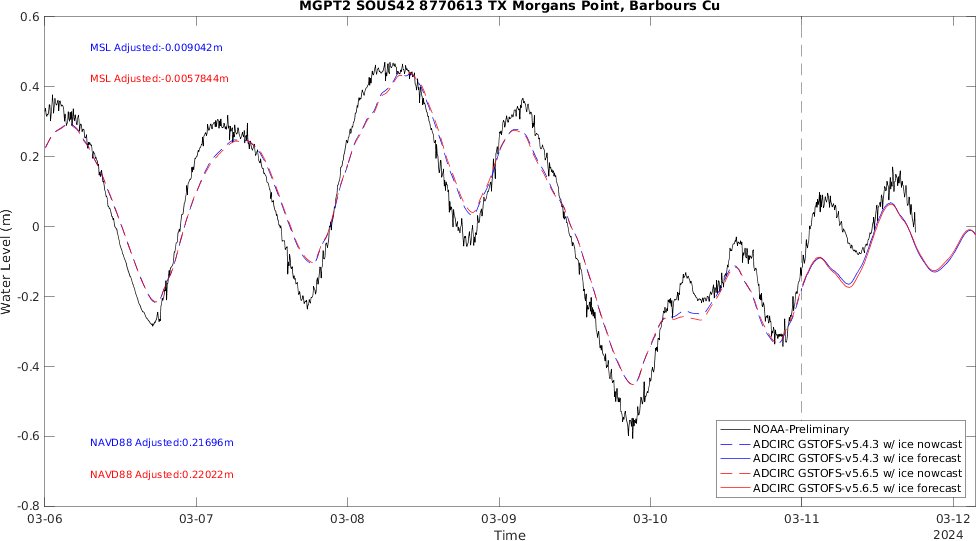 MGPT2 SOUS42 8770613 TX Morgans Point, Barbours Cu
0.6
0.4
0.2
0
-0.2
-0.4
-0.6
-0.8
Water Level (m)
MSL Adjusted:-0.009042m
MSL Adjusted:-0.0057844m
NAVD88 Adjusted:0.21696m
NAVD88 Adjusted:0.22022m
NOAA-Preliminary
ADCIRC GSTOFS-v5.4.3 w/ ice nowcast
ADCIRC GSTOFS-v5.4.3 w/ ice forecast
ADCIRC GSTOFS-v5.6.5 w/ ice nowcast
ADCIRC GSTOFS-v5.6.5 w/ ice forecast
03-06 03-07 03-08 03-09 03-10 03-11 03-12
Time
2024